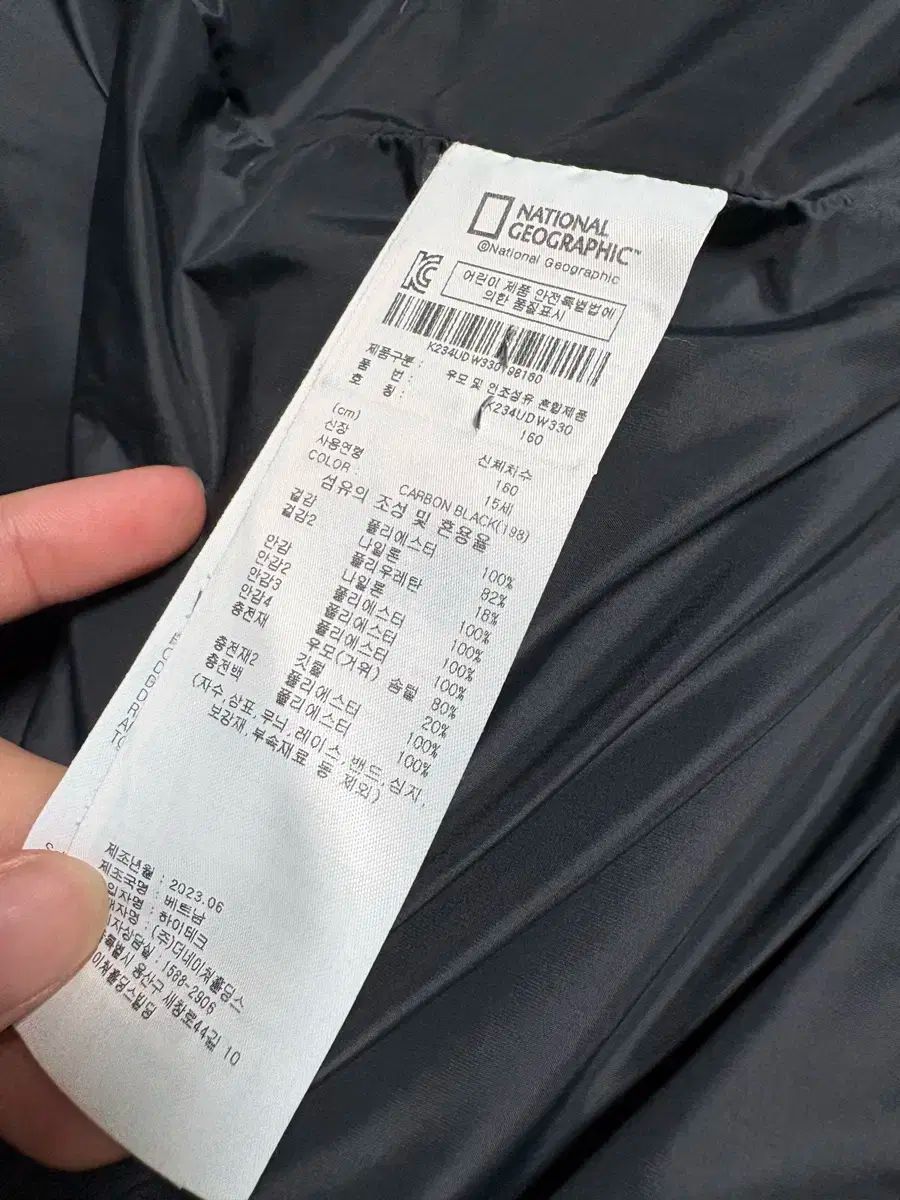 NATIONAL
GEOGRAPHIC™
©National Geographic
어린이 제품 안전특별법에
의한 품질표시
K234UDW330198160
제품구분 : 우모 및 인조섬유 혼합제품
품 번 : K234UDW330
호 칭 : 160
(cm) 신체치수
신장 160
사용연령 15세
COLOR : CARBON BLACK(198)
섬유의 조성 및 혼용율
겉감 폴리에스터 100%
겉감2 나일론 82%
폴리우레탄 18%
안감 나일론 100%
안감2 폴리에스터 100%
안감3 폴리에스터 100%
안감4 폴리에스터 100%
충전재 우모(거위) 솜털 80%
깃털 20%
충전재2 폴리에스터 100%
충전백 폴리에스터 100%
(자수, 상표, 무늬, 레이스, 밴드, 심지,
보강재, 부속재료 등 제외)
제조년월 : 2023.06
제조국명 : 베트남
입자명 : 하이테크
매자명 : (주)더네이쳐홀딩스
자상담실 : 1588-2906
특별시 용산구 새창로44길 10
이쳐홀딩스빌딩